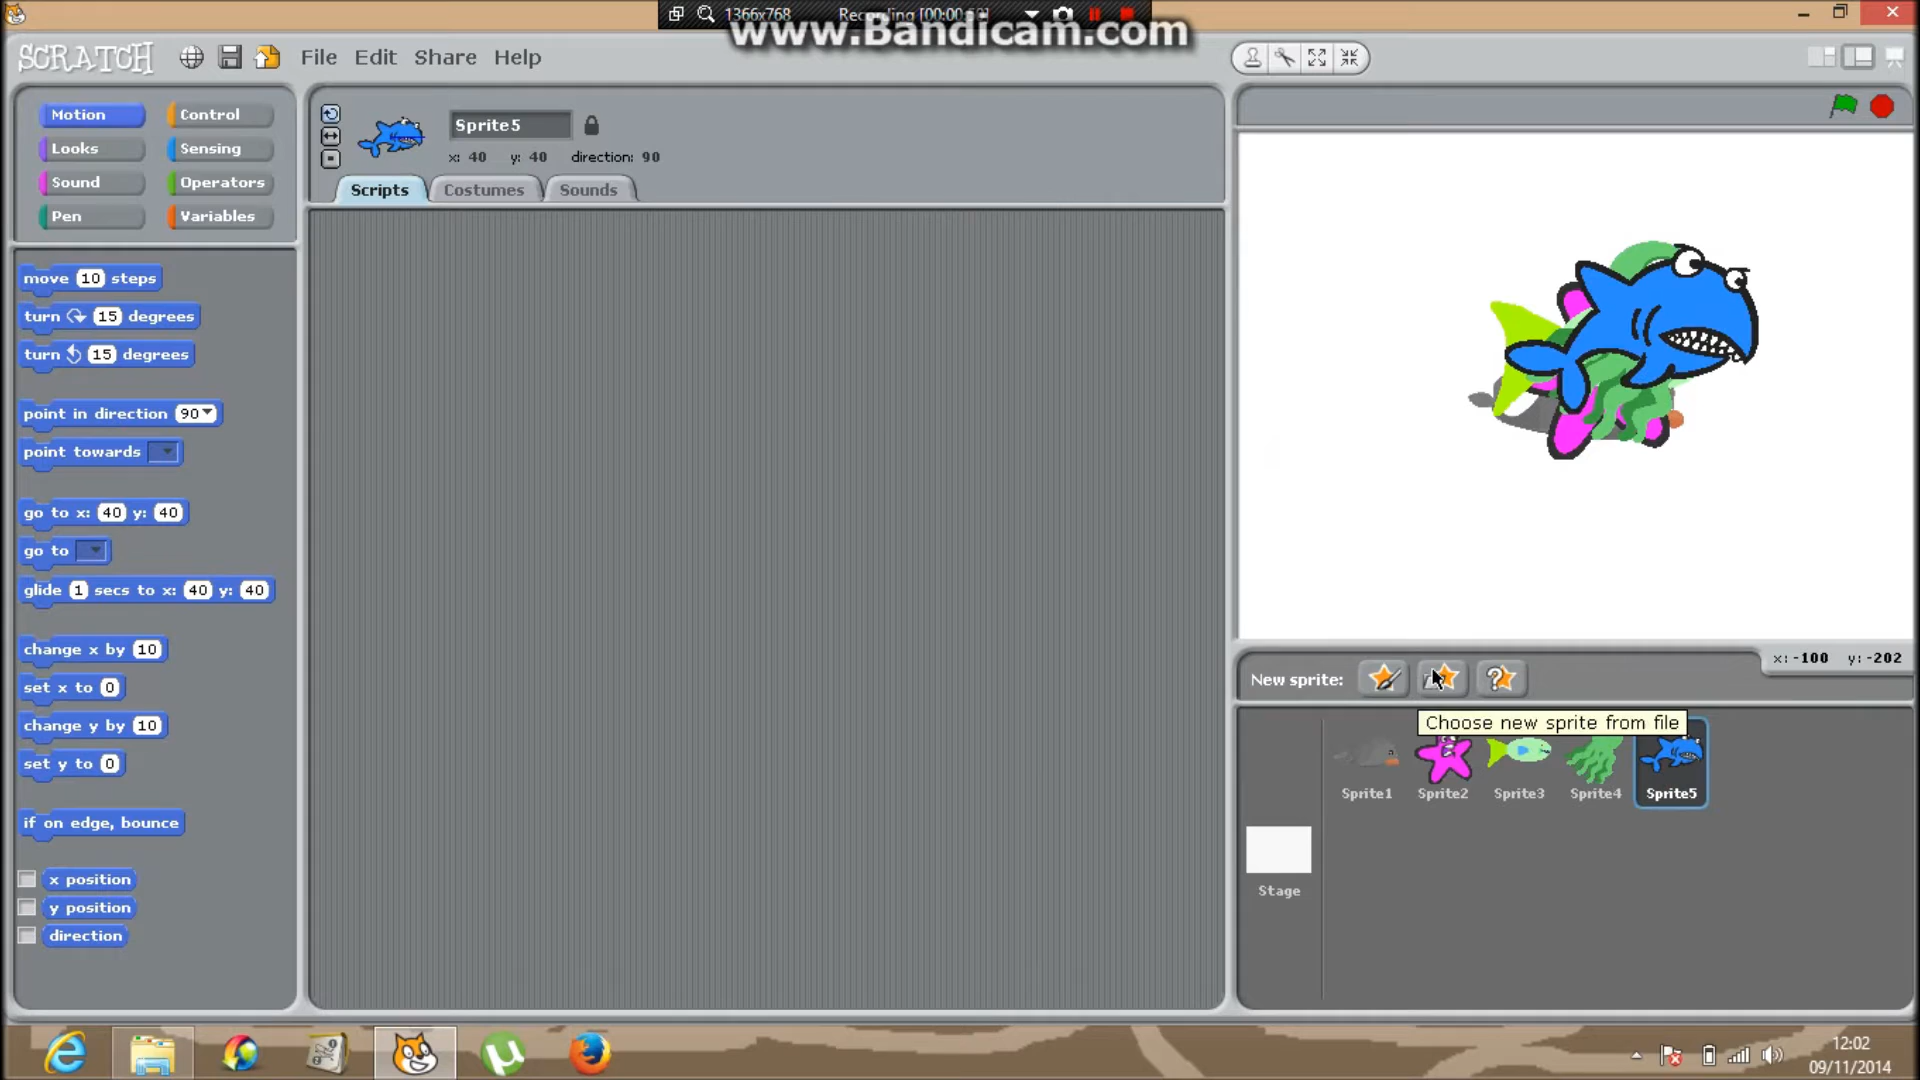 1366x768
Recording [00:00:
www.Bandicam.com
SCRATCH
File Edit Share Help
Motion
Control
Looks
Sensing
Sound
Operators
Pen
Variables
move 10 steps
turn 15 degrees
turn 15 degrees
point in direction 90
point towards
go to x: 40 y: 40
go to
glide 1 secs to x: 40 y: 40
change x by 10
set x to 0
change y by 10
set y to 0
if on edge, bounce
x position
y position
direction
Sprite5
x: 40 y: 40 direction: 90
Scripts
Costumes
Sounds
x: -100 y: -202
New sprite:
Choose new sprite from file
Sprite1
Sprite2
Sprite3
Sprite4
Sprite5
Stage
12:02
09/11/2014